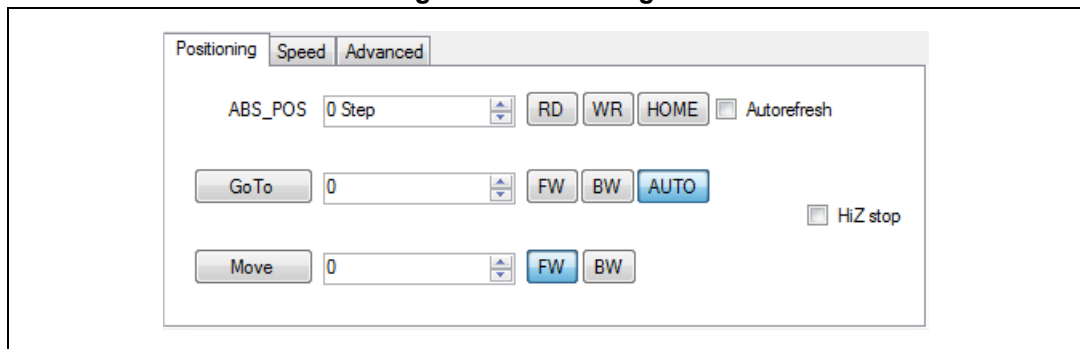 Positioning Speed Advanced
ABS_POS 0 Step RD WR HOME Autorefresh
GoTo 0 FW BW AUTO
HiZ stop
Move 0 FW BW